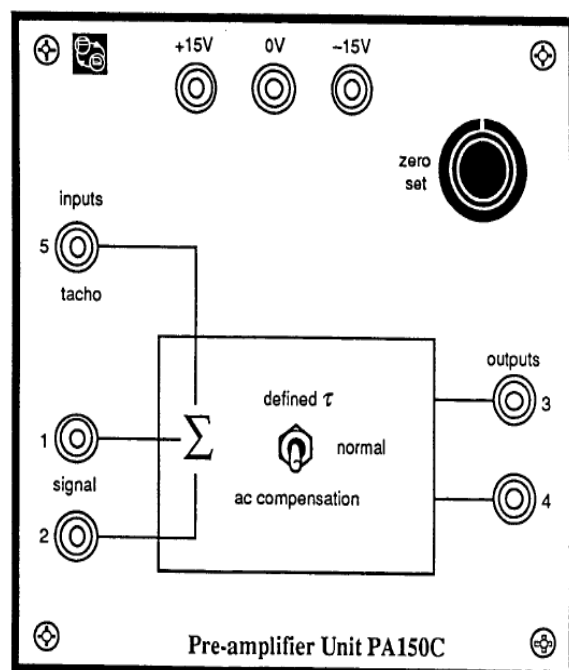 +15V 0V -15V
zero
set
inputs
5
tacho
outputs
defined τ
3
1
Σ
normal
signal
ac compensation
4
2
Pre-amplifier Unit PA150C